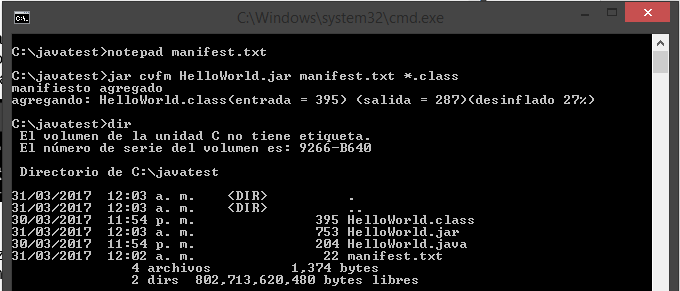 C:\Windows\system32\cmd.exe
C:\javatest>notepad manifest.txt
C:\javatest>jar cvfm HelloWorld.jar manifest.txt *.class
manifiesto agregado
agregando: HelloWorld.class(entrada = 395) (salida = 287)(desinflado 27%)
C:\javatest>dir
El volumen de la unidad C no tiene etiqueta.
El número de serie del volumen es: 9266-B640
Directorio de C:\javatest
31/03/2017  12:03 a. m.    <DIR>          .
31/03/2017  12:03 a. m.    <DIR>          ..
30/03/2017  11:54 p. m.               395 HelloWorld.class
31/03/2017  12:03 a. m.               753 HelloWorld.jar
30/03/2017  11:54 p. m.               204 HelloWorld.java
31/03/2017  12:02 a. m.                22 manifest.txt
4 archivos          1,374 bytes
2 dirs  802,713,620,480 bytes libres